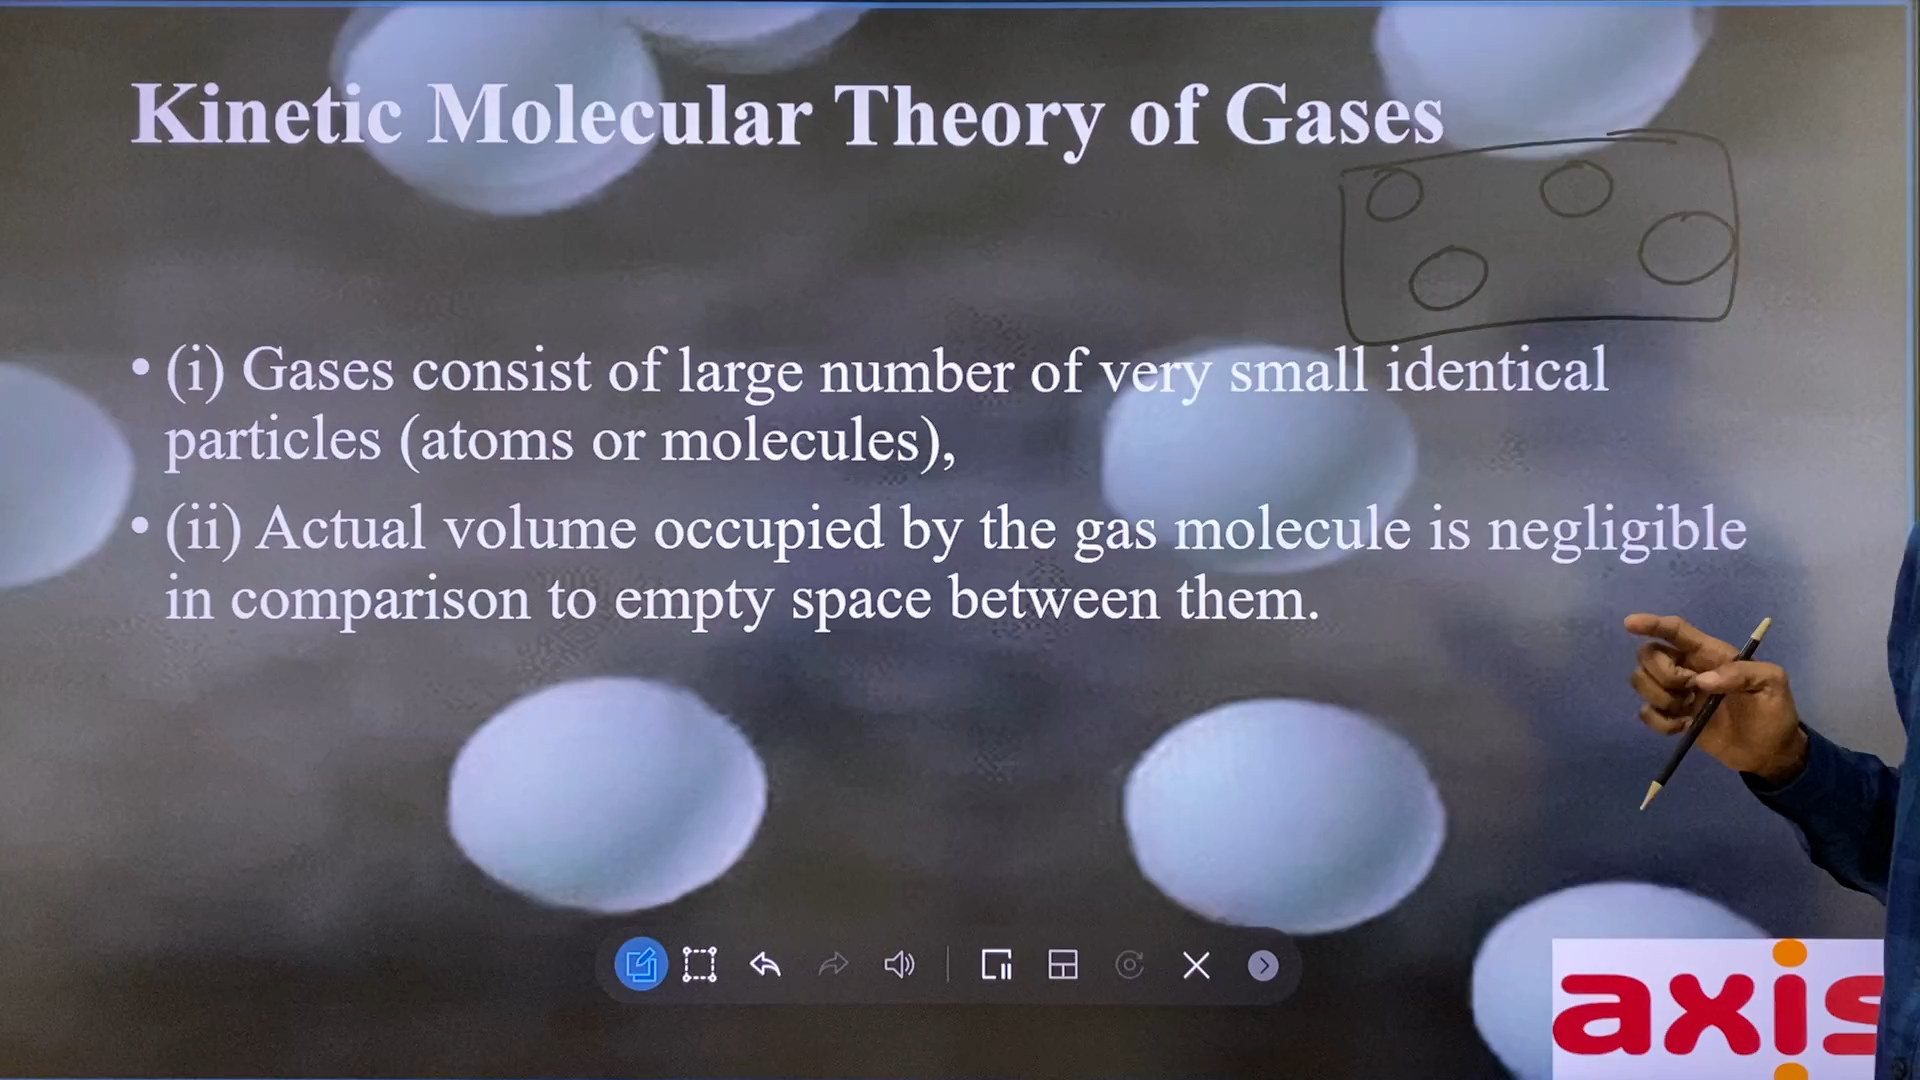 Kinetic Molecular Theory of Gases
• (i) Gases consist of large number of very small identical
particles (atoms or molecules),
• (ii) Actual volume occupied by the gas molecule is negligible
in comparison to empty space between them.
axis